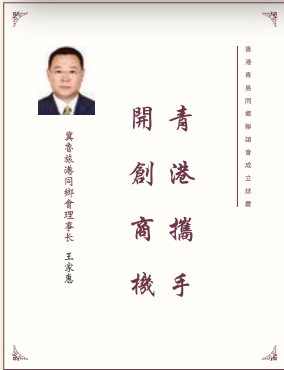 香港青島同鄉聯誼會成立誌慶
青港攜手
開創商機
冀魯旅港同鄉會理事长 王家惠